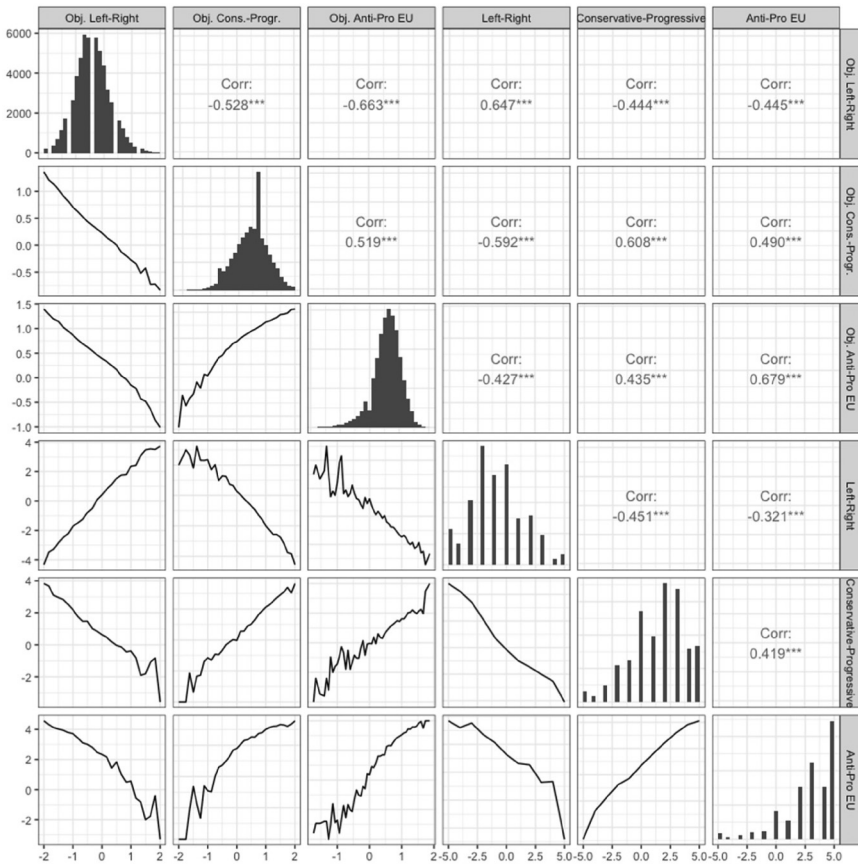 Obj. Left-Right
Obj. Cons.-Progr.
Obj. Anti-Pro EU
Left-Right
Conservative-Progressive
Anti-Pro EU
6000
4000
2000
0
Corr:
-0.528***
Corr:
-0.663***
Corr:
0.647***
Corr:
-0.444***
Corr:
-0.445***
Obj. Left-Right
1.0
0.5
0.0
-0.5
Corr:
0.519***
Corr:
-0.592***
Corr:
0.608***
Corr:
0.490***
Obj. Cons.-Progr.
1.5
1.0
0.5
0.0
-0.5
-1.0
Corr:
-0.427***
Corr:
0.435***
Corr:
0.679***
Obj. Anti-Pro EU
4
2
0
-2
-4
Corr:
-0.451***
Corr:
-0.321***
Left-Right
4
2
0
-2
Corr:
0.419***
Conservative-Progressive
4
2
0
-2
Anti-Pro EU
-2 -1 0 1 2 -2 -1 0 1 2 -1 0 1 2 -5.0 -2.5 0.0 2.5 5.0 -5.0 -2.5 0.0 2.5 5.0 -5.0 -2.5 0.0 2.5 5.0